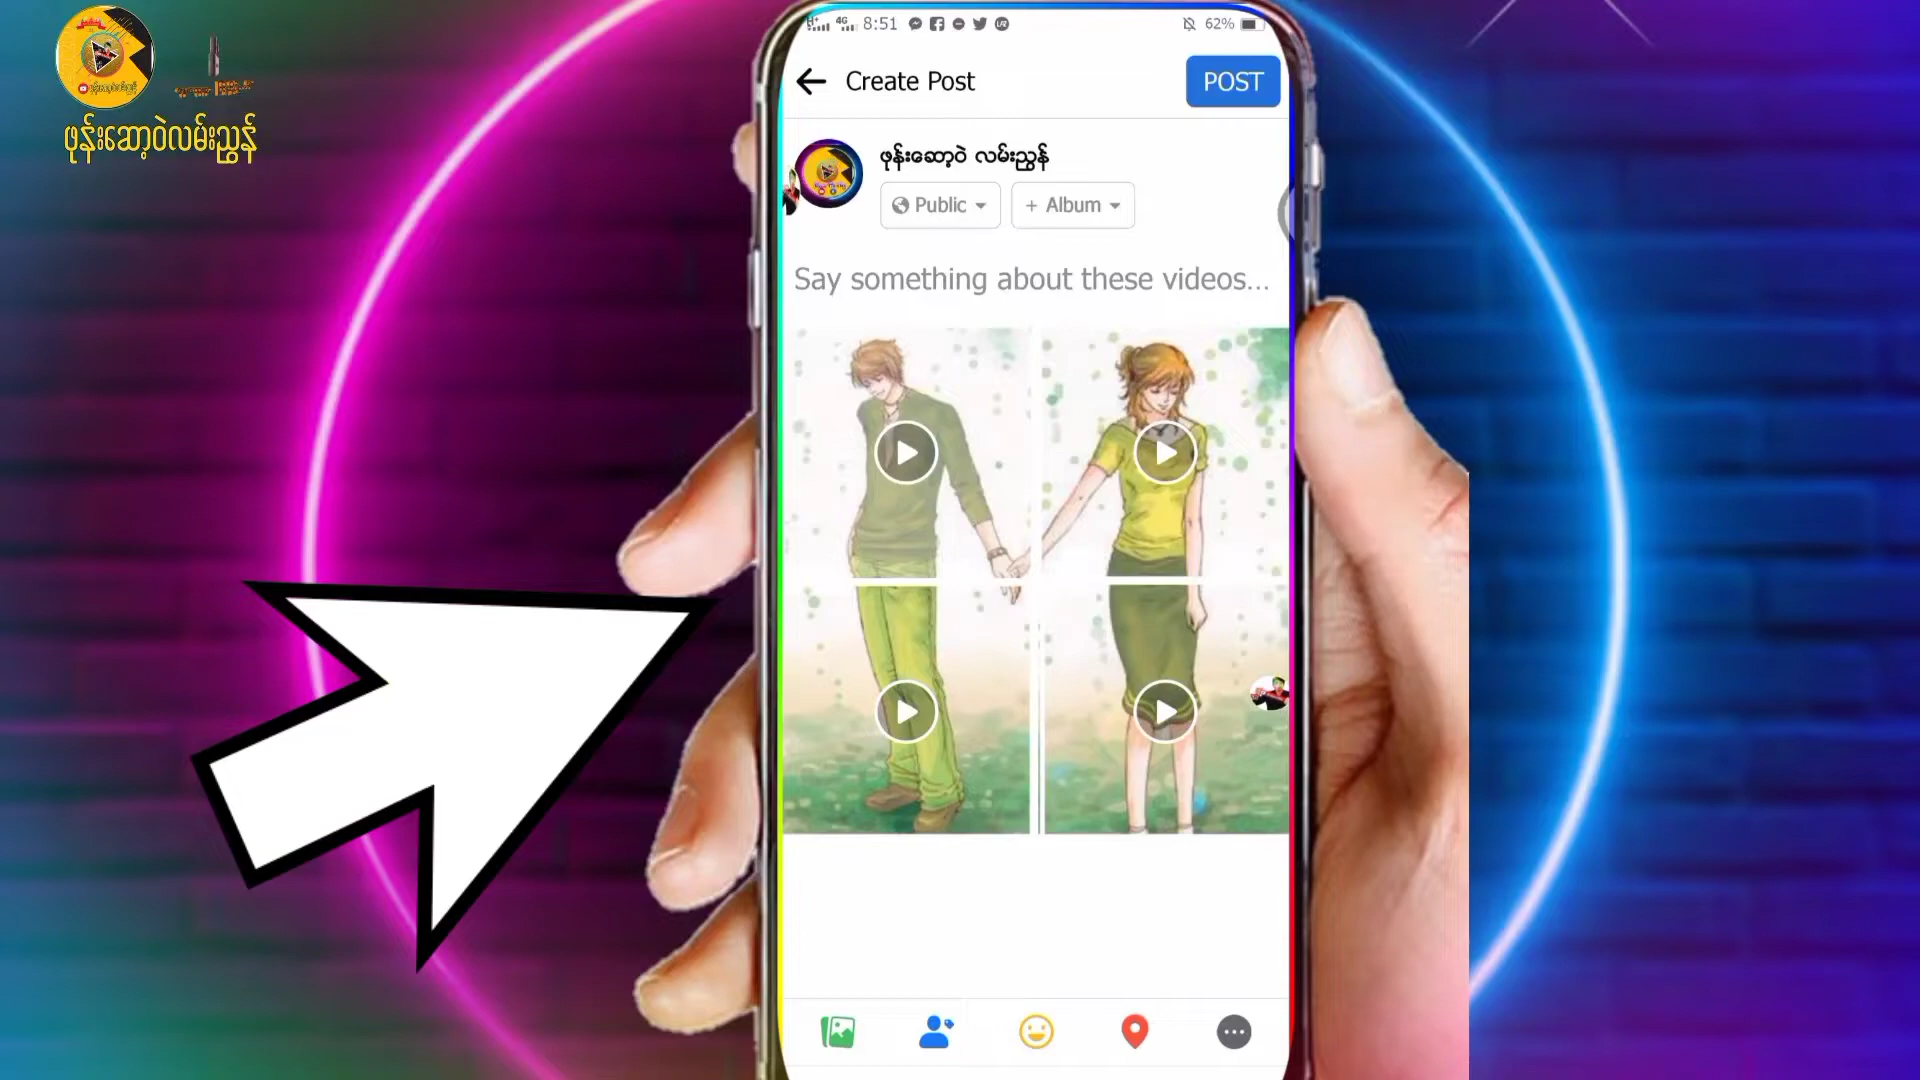 8:51
62%
Create Post
POST
ဖုန်းဆော့ဝဲလမ်းညွှန်
ဖုန်းဆော့ဝဲ လမ်းညွှန်
Public
+ Album
Say something about these videos...